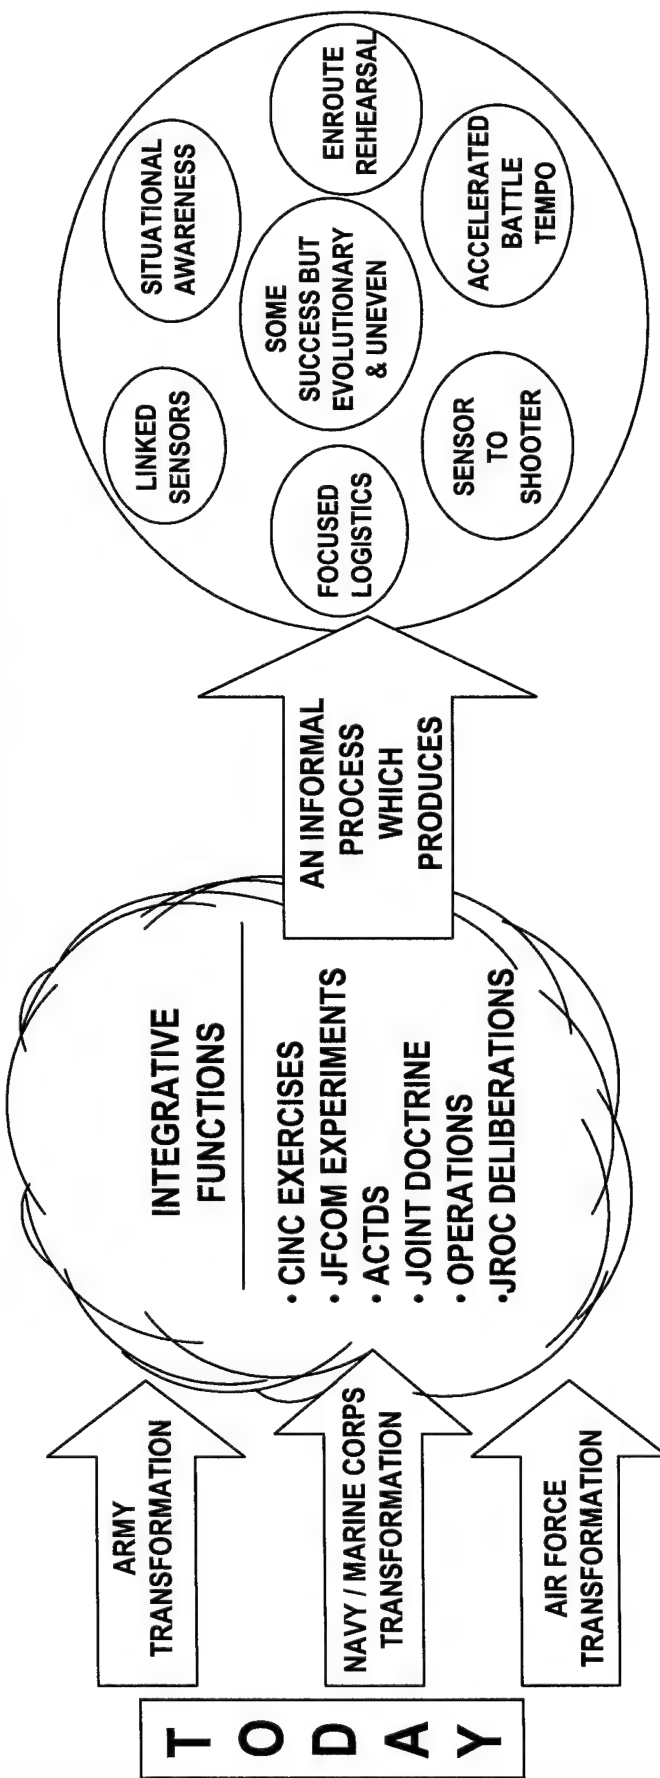 T
O
D
A
Y
ARMY
TRANSFORMATION
NAVY / MARINE CORPS
TRANSFORMATION
AIR FORCE
TRANSFORMATION
INTEGRATIVE
FUNCTIONS
• CINC EXERCISES
• JFCOM EXPERIMENTS
• ACTDS
• JOINT DOCTRINE
• OPERATIONS
•JROC DELIBERATIONS
AN INFORMAL
PROCESS
WHICH
PRODUCES
LINKED
SENSORS
SITUATIONAL
AWARENESS
FOCUSED
LOGISTICS
SOME
SUCCESS BUT
EVOLUTIONARY
& UNEVEN
ENROUTE
REHEARSAL
SENSOR
TO
SHOOTER
ACCELERATED
BATTLE
TEMPO